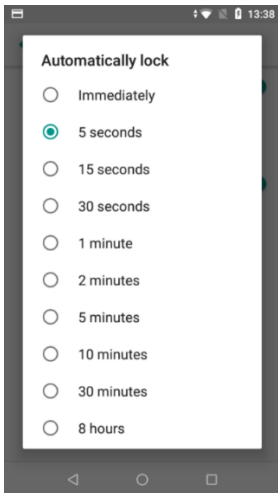 13:38
Automatically lock
Immediately
5 seconds
15 seconds
30 seconds
1 minute
2 minutes
5 minutes
10 minutes
30 minutes
8 hours